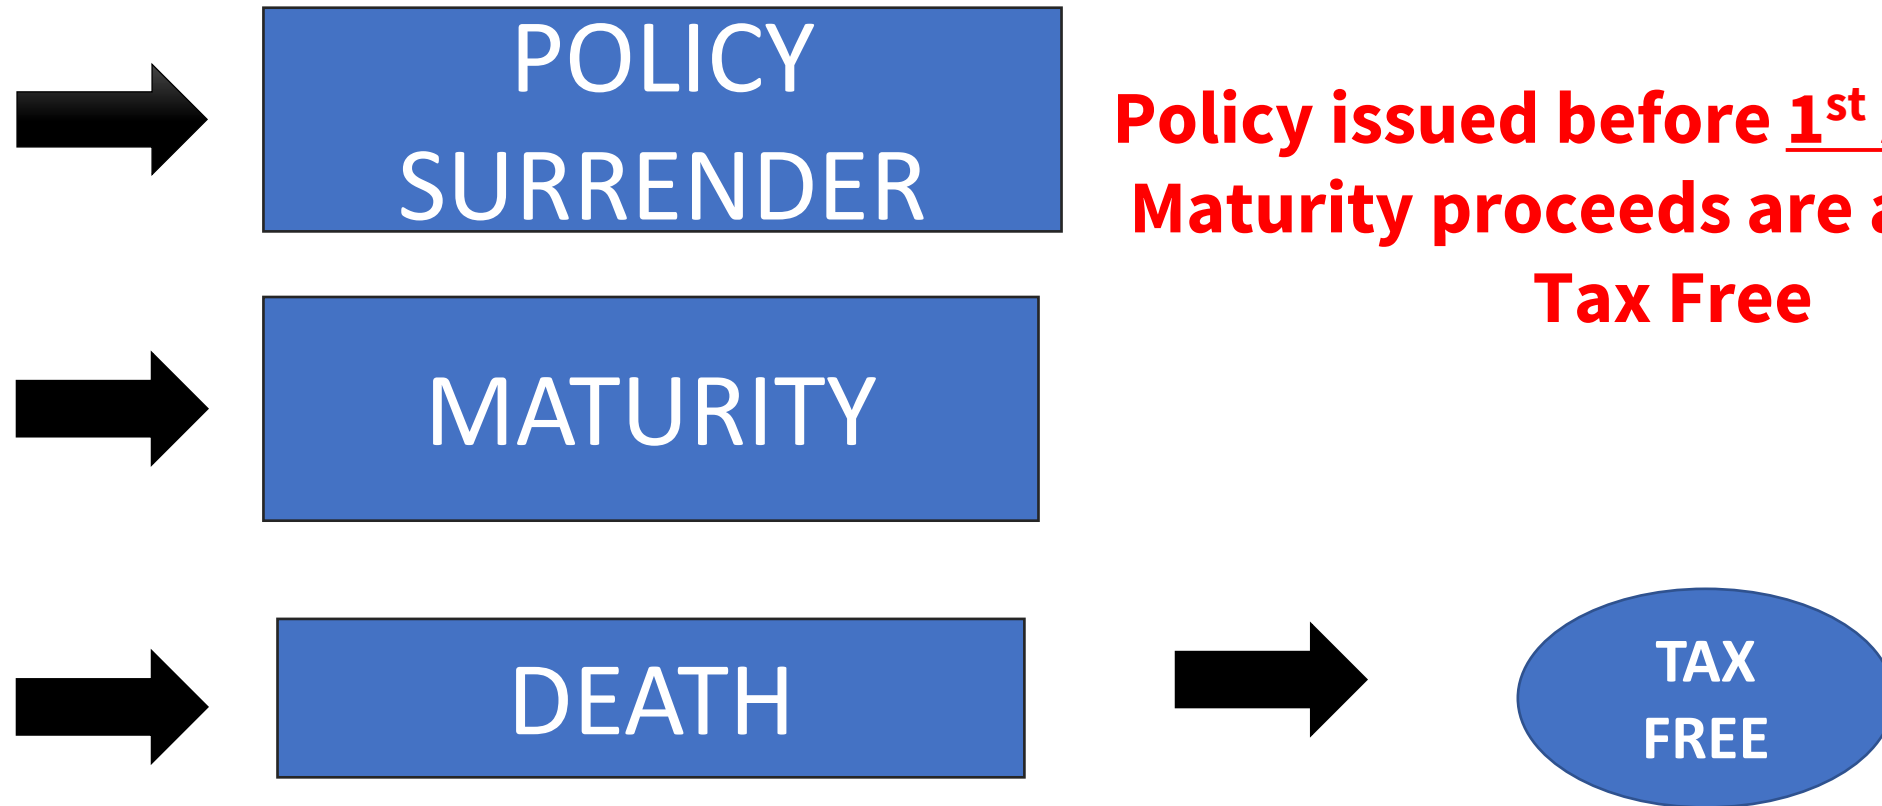 POLICY
SURRENDER
Policy issued before 1st
Maturity proceeds are
Tax Free
MATURITY
DEATH
TAX
FREE